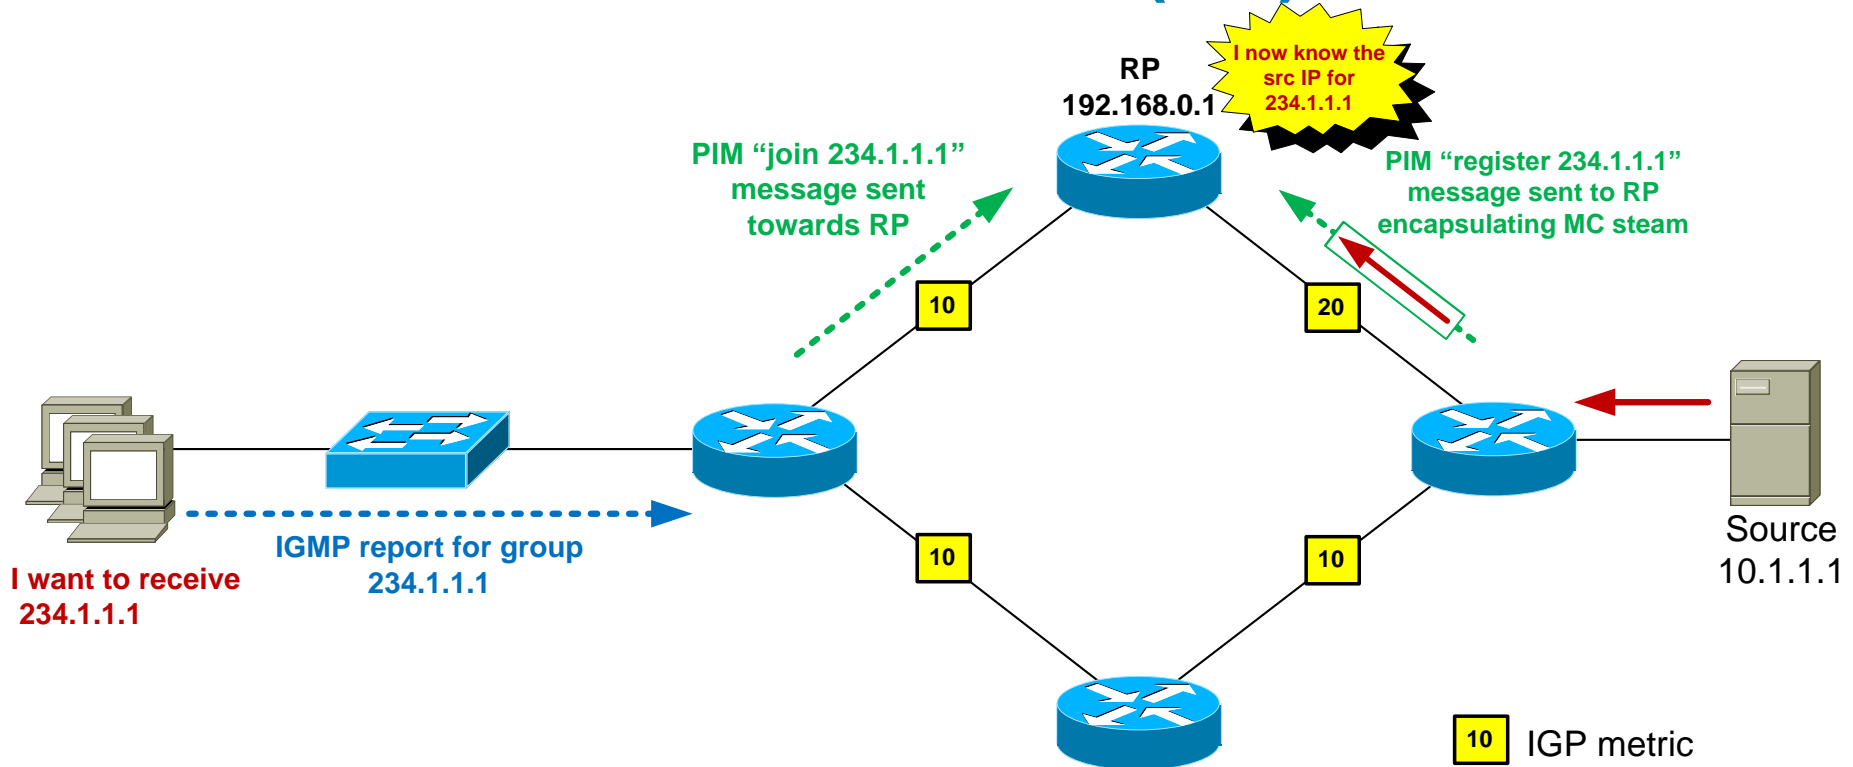 RP
192.168.0.1
I now know the
src IP for
234.1.1.1
PIM “join 234.1.1.1”
message sent
towards RP
PIM “register 234.1.1.1”
message sent to RP
encapsulating MC steam
10
20
IGMP report for group
234.1.1.1
I want to receive
234.1.1.1
10
10
Source
10.1.1.1
10 IGP metric